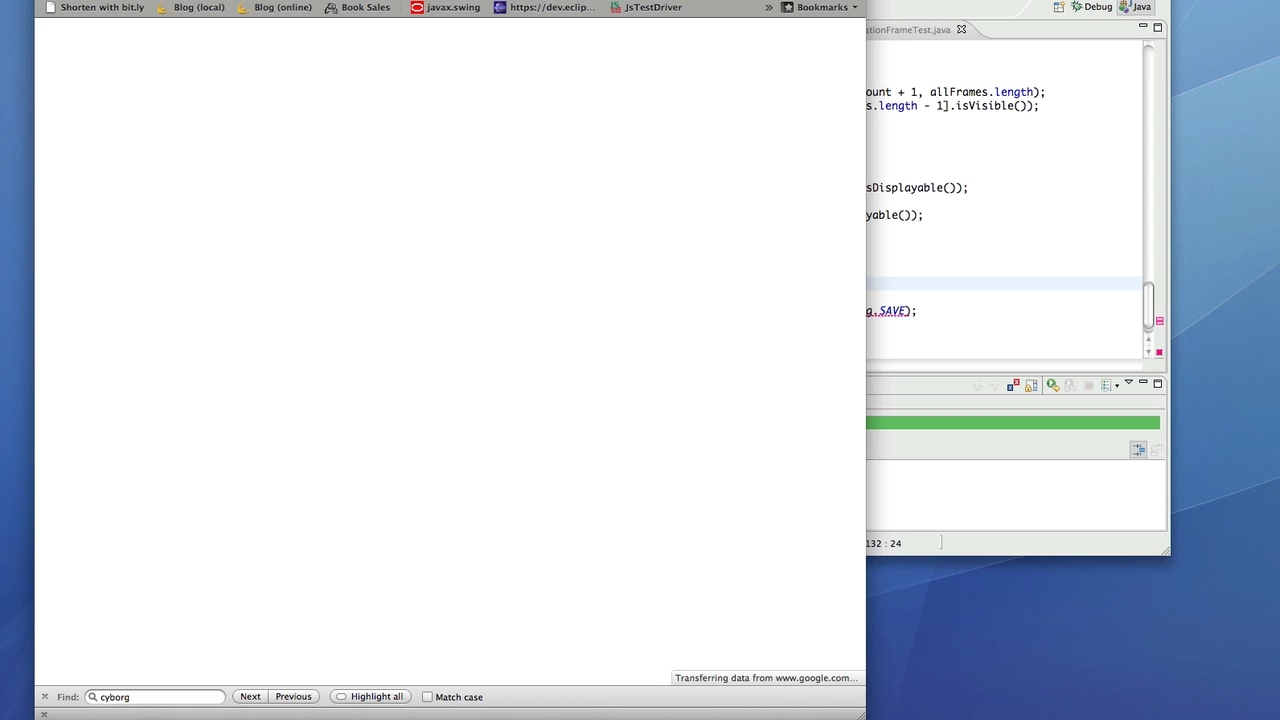 Shorten with bit.ly Blog (local) Blog (online) Book Sales javax.swing https://dev.eclip... JsTestDriver » Bookmarks
Debug Java
ationFrameTest.java
ount + 1, allFrames.length);
s.length - 1].isVisible());
sDisplayable());
yable());
g.SAVE);
132 : 24
Transferring data from www.google.com...
Find: cyborg Next Previous Highlight all Match case